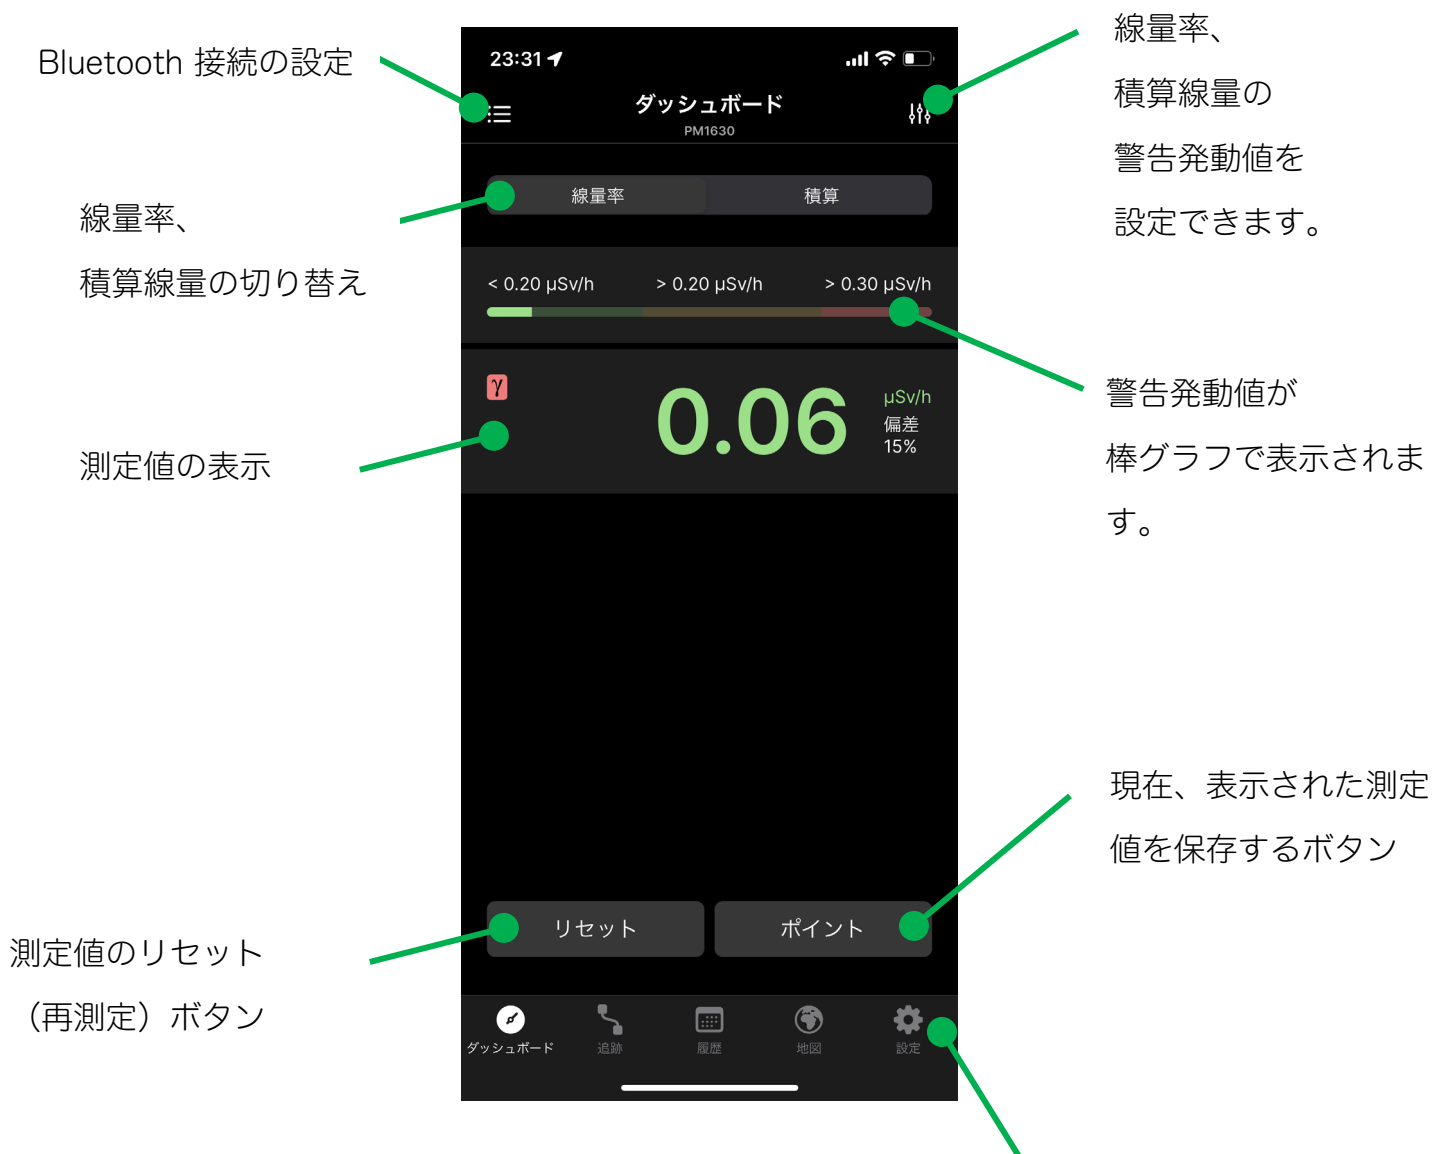 Bluetooth 接続の設定
線量率、
積算線量の切り替え
測定値の表示
測定値のリセット
（再測定）ボタン
23:31
ダッシュボード
PM1630
線量率 積算
< 0.20 μSv/h > 0.20 μSv/h > 0.30 μSv/h
γ
0.06
μSv/h
偏差
15%
リセット ポイント
ダッシュボード 追跡 履歴 地図 設定
線量率、
積算線量の
警告発動値を
設定できます。
警告発動値が
棒グラフで表示されま
す。
現在、表示された測定
値を保存するボタン